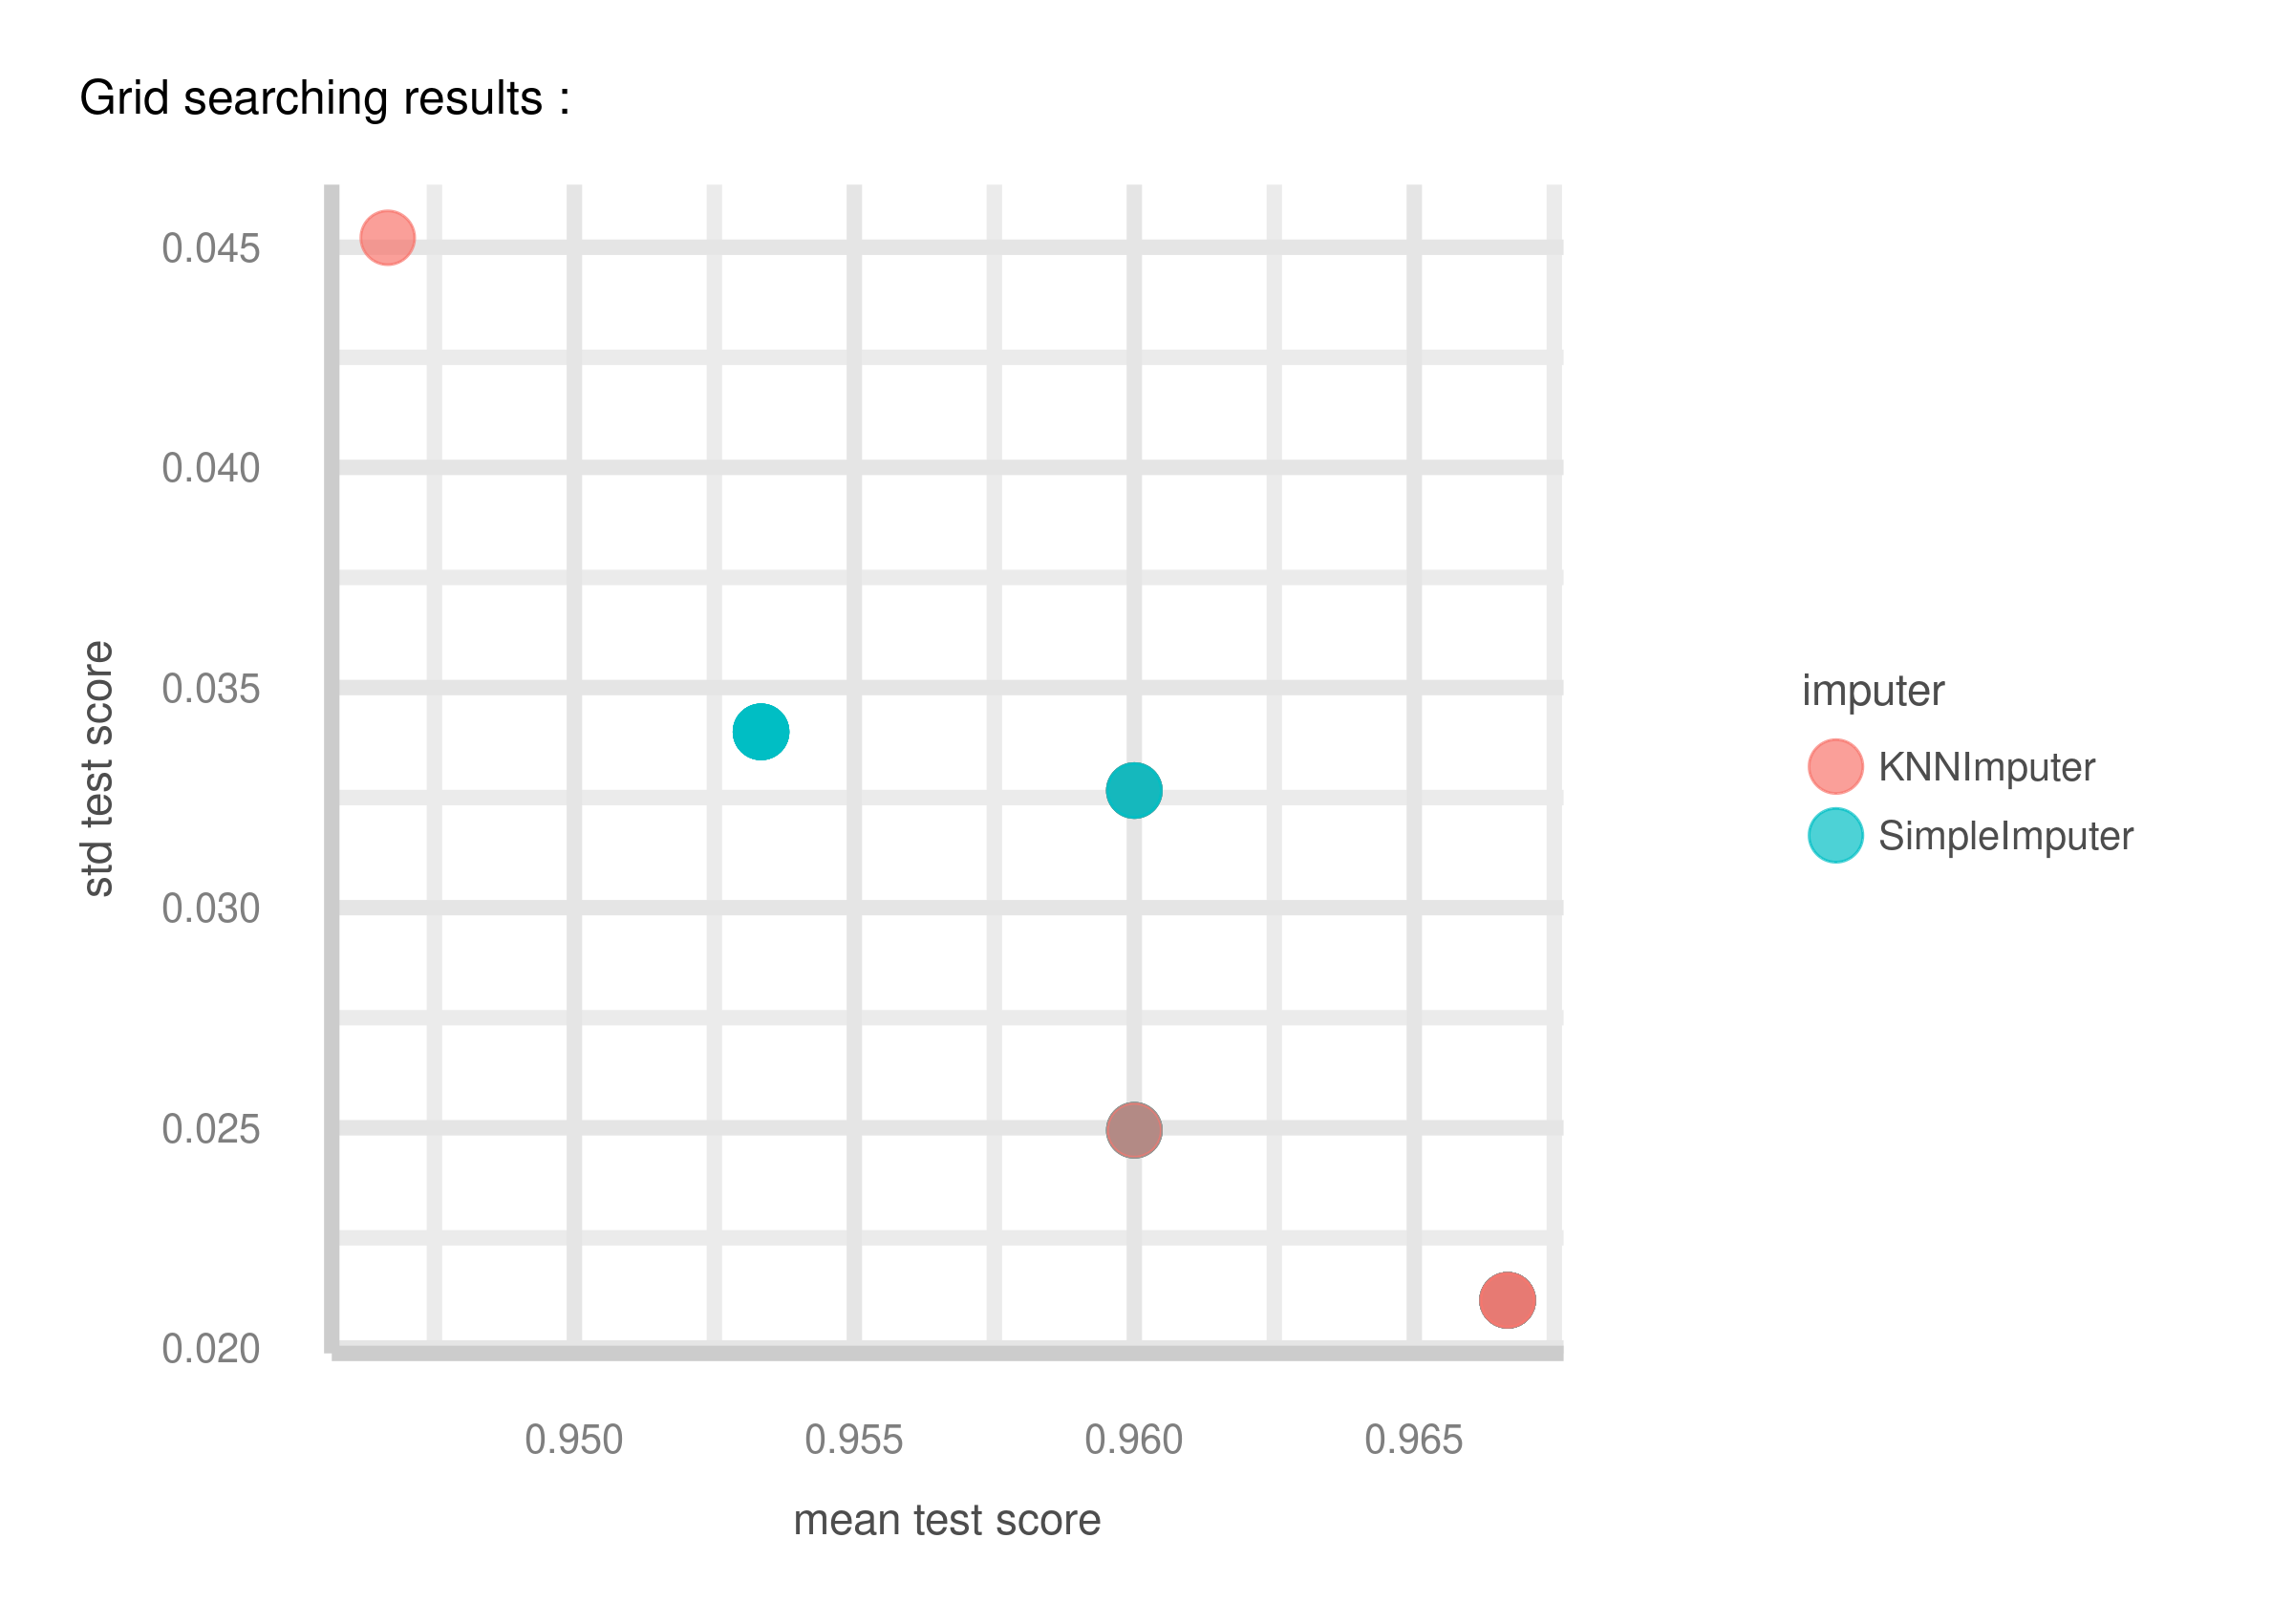 Grid searching results :
0.045
0.040
0.035
0.030
0.025
0.020
std test score
0.950
0.955
0.960
0.965
mean test score
imputer
KNNImputer
SimpleImputer